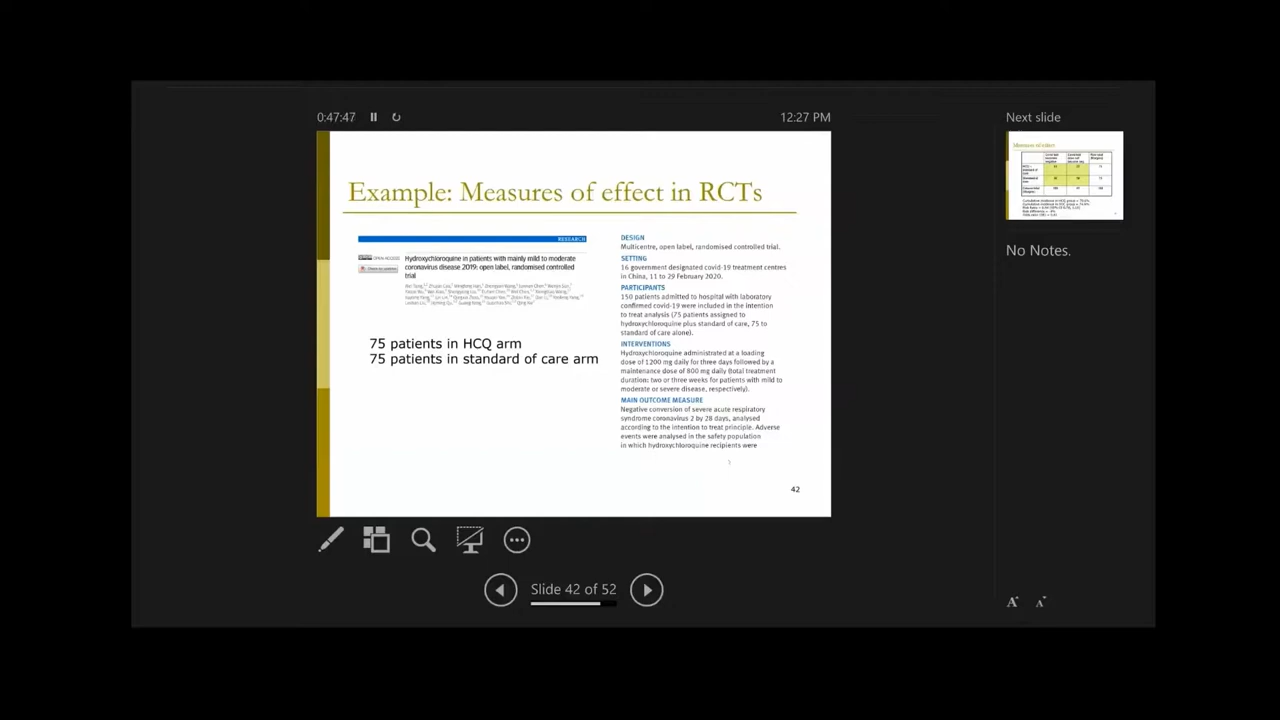 0:47:47
12:27 PM
Next slide
Example: Measures of effect in RCTs
RESEARCH
OPEN ACCESS
Hydroxychloroquine in patients with mainly mild to moderate
coronavirus disease 2019: open label, randomised controlled
trial
75 patients in HCQ arm
75 patients in standard of care arm
DESIGN
Multicentre, open label, randomised controlled trial.
SETTING
16 government designated covid-19 treatment centres
in China, 11 to 29 February 2020.
PARTICIPANTS
150 patients admitted to hospital with laboratory
confirmed covid-19 were included in the intention
to treat analysis (75 patients assigned to
hydroxychloroquine plus standard of care, 75 to
standard of care alone).
INTERVENTIONS
Hydroxychloroquine administrated at a loading
dose of 1200 mg daily for three days followed by a
maintenance dose of 800 mg daily (total treatment
duration: two or three weeks for patients with mild to
moderate or severe disease, respectively).
MAIN OUTCOME MEASURE
Negative conversion of severe acute respiratory
syndrome coronavirus 2 by 28 days, analysed
according to the intention to treat principle. Adverse
events were analysed in the safety population
in which hydroxychloroquine recipients were
42
Measures of effect
No Notes.
Slide 42 of 52
A A